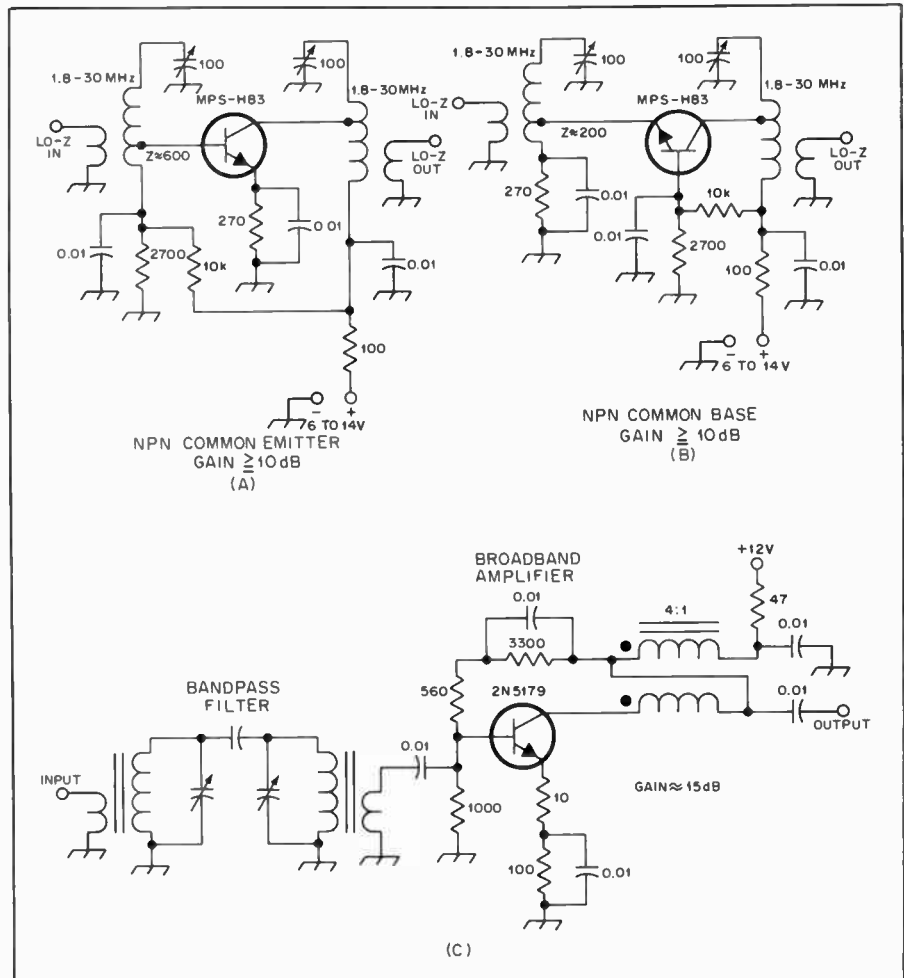 1.8-30 MHz
100
MPS-H83
LO-Z
IN
Z≈600
100
1.8-30 MHz
LO-Z
OUT
0.01
2700
10k
270
0.01
0.01
100
- +
6 TO 14V
NPN COMMON EMITTER
GAIN ≧ 10dB
(A)
1.8-30 MHz
100
MPS-H83
LO-Z
IN
Z≈200
100
1.8-30MHz
LO-Z
OUT
270
0.01
0.01
10k
2700
100
0.01
- +
6 TO 14V
NPN COMMON BASE
GAIN ≧ 10dB
(B)
BROADBAND
AMPLIFIER
0.01
3300
4:1
+12V
47
0.01
560
2N5179
0.01
OUTPUT
BANDPASS
FILTER
INPUT
0.01
1000
10
100
0.01
GAIN≈15dB
(C)